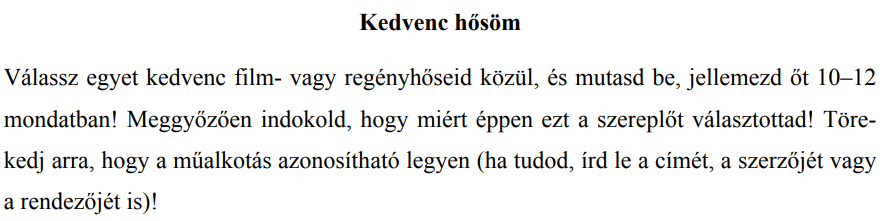 Kedvenc hősöm
Válassz egyet kedvenc film- vagy regényhőseid közül, és mutasd be, jellemezd őt 10–12
mondatban! Meggyőzően indokold, hogy miért éppen ezt a szereplőt választottad! Töre-
kedj arra, hogy a műalkotás azonosítható legyen (ha tudod, írd le a címét, a szerzőjét vagy
a rendezőjét is)!